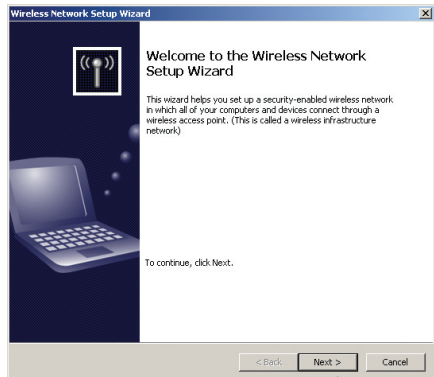 Wireless Network Setup Wizard
Welcome to the Wireless Network
Setup Wizard
This wizard helps you set up a security-enabled wireless network
in which all of your computers and devices connect through a
wireless access point. (This is called a wireless infrastructure
network)
To continue, click Next.
< Back Next > Cancel